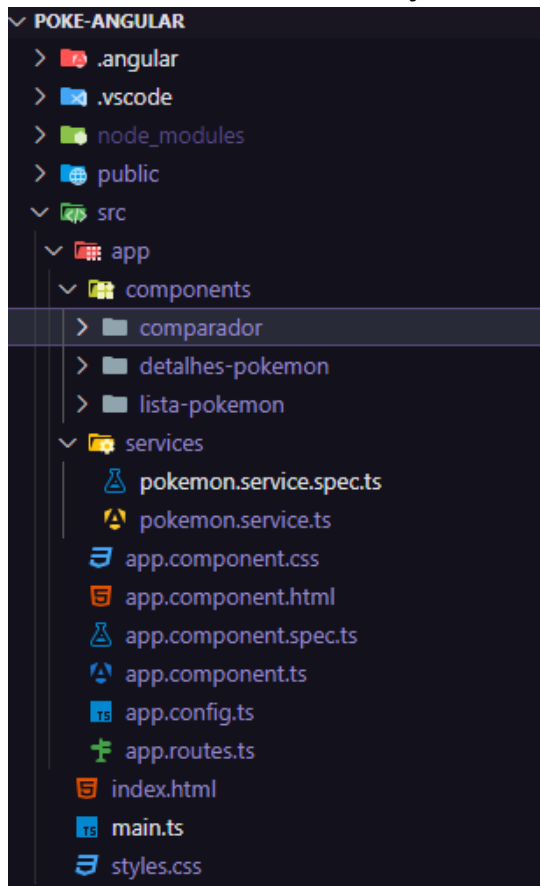 POKE-ANGULAR
.angular
.vscode
node_modules
public
src
app
components
comparador
detalhes-pokemon
lista-pokemon
services
pokemon.service.spec.ts
pokemon.service.ts
app.component.css
app.component.html
app.component.spec.ts
app.component.ts
TS app.config.ts
app.routes.ts
index.html
TS main.ts
styles.css